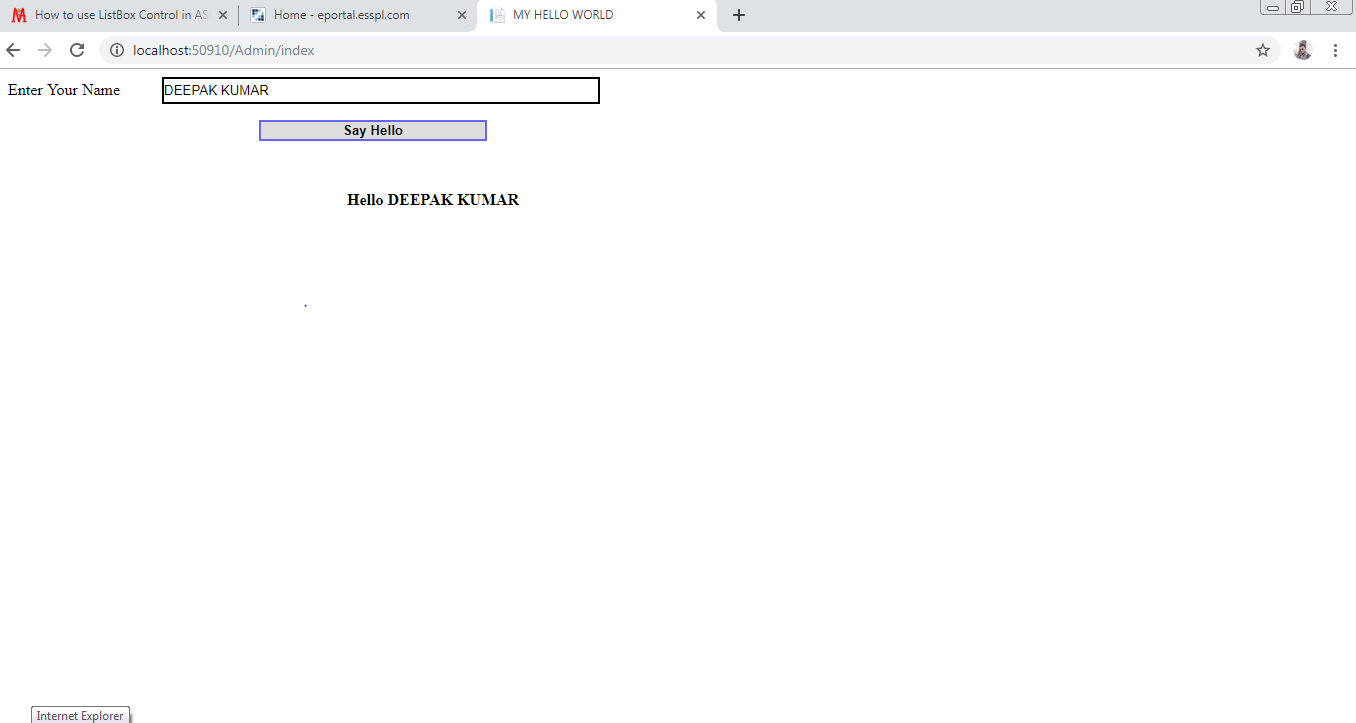 How to use ListBox Control in AS
Home - eportal.esspl.com
MY HELLO WORLD
localhost:50910/Admin/index
Enter Your Name
DEEPAK KUMAR
Say Hello
Hello DEEPAK KUMAR
.
Internet Explorer